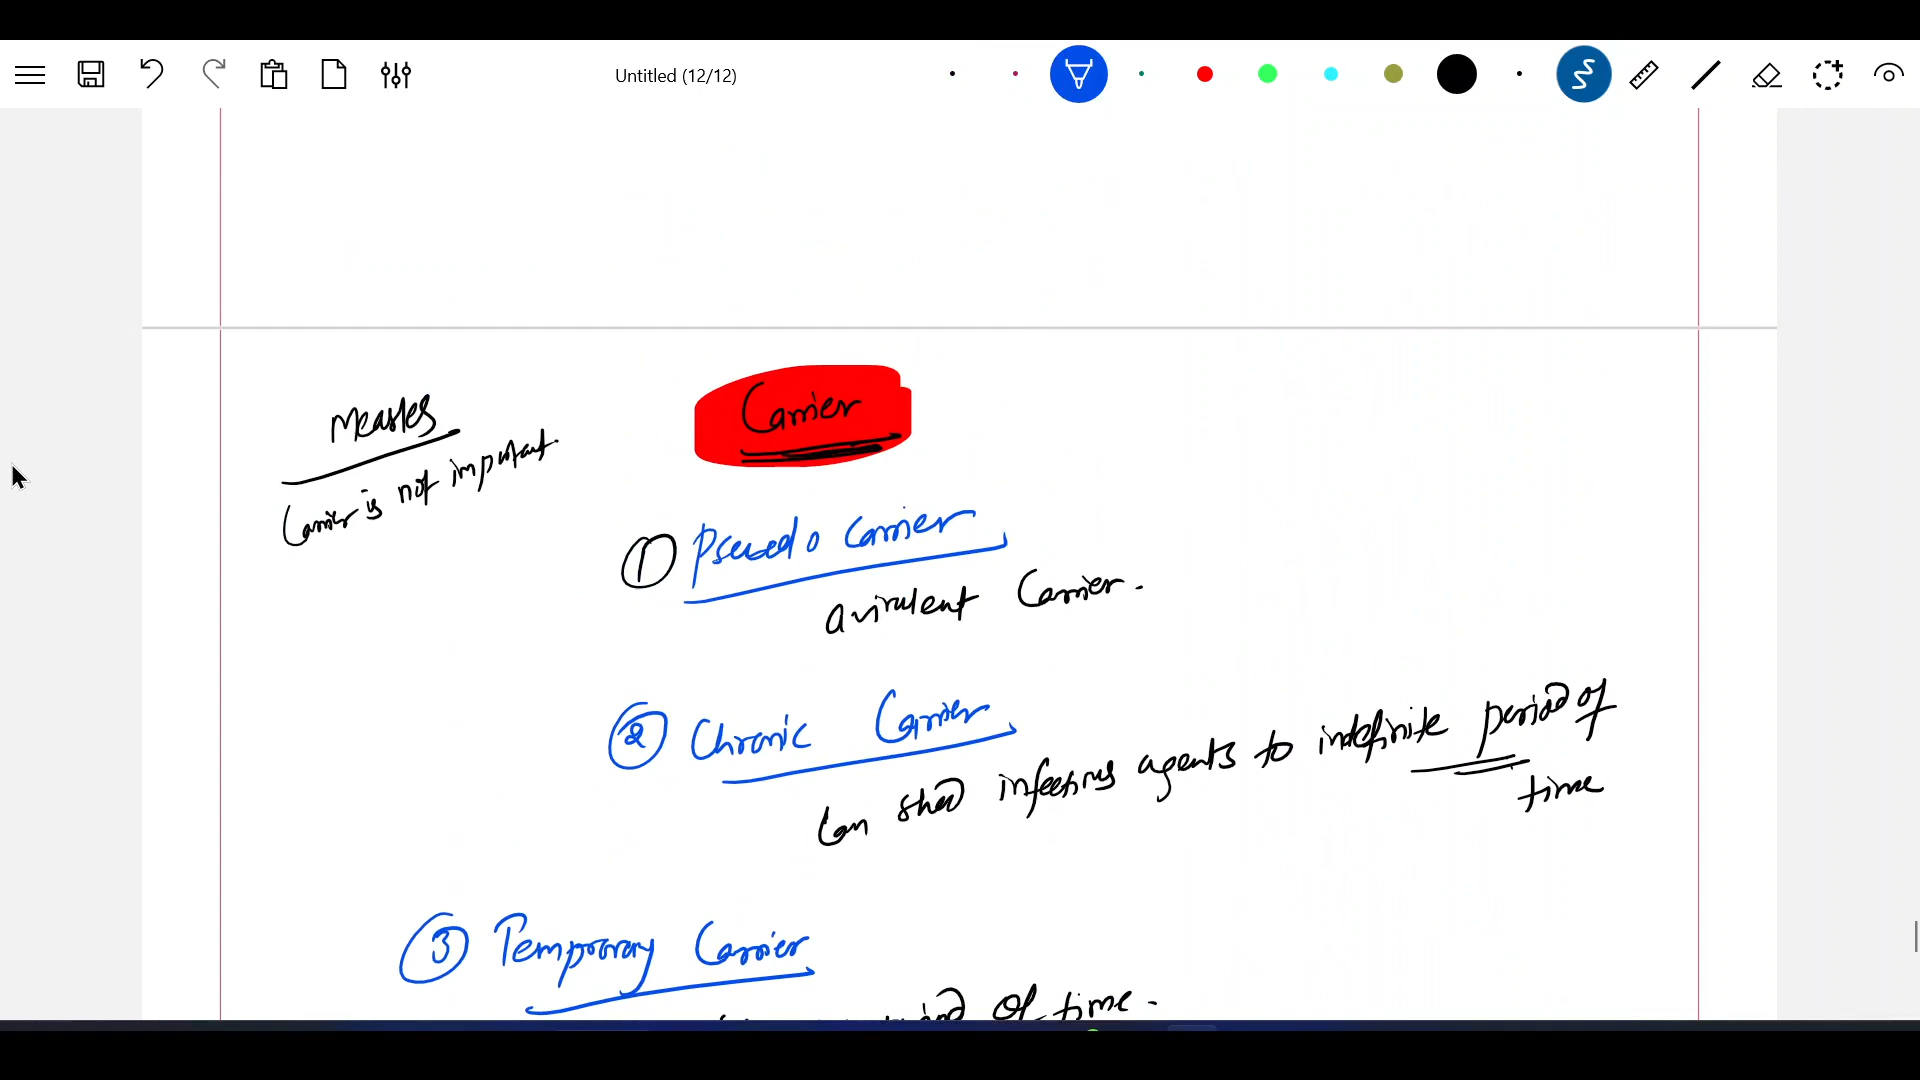 Untitled (12/12)
Measles
Carrier is not important.
Carrier
① Pseudo Carrier
avirulent Carrier.
② Chronic Carrier
Can shed infectious agents to indefinite period of
time
③ Temporary Carrier
of time.